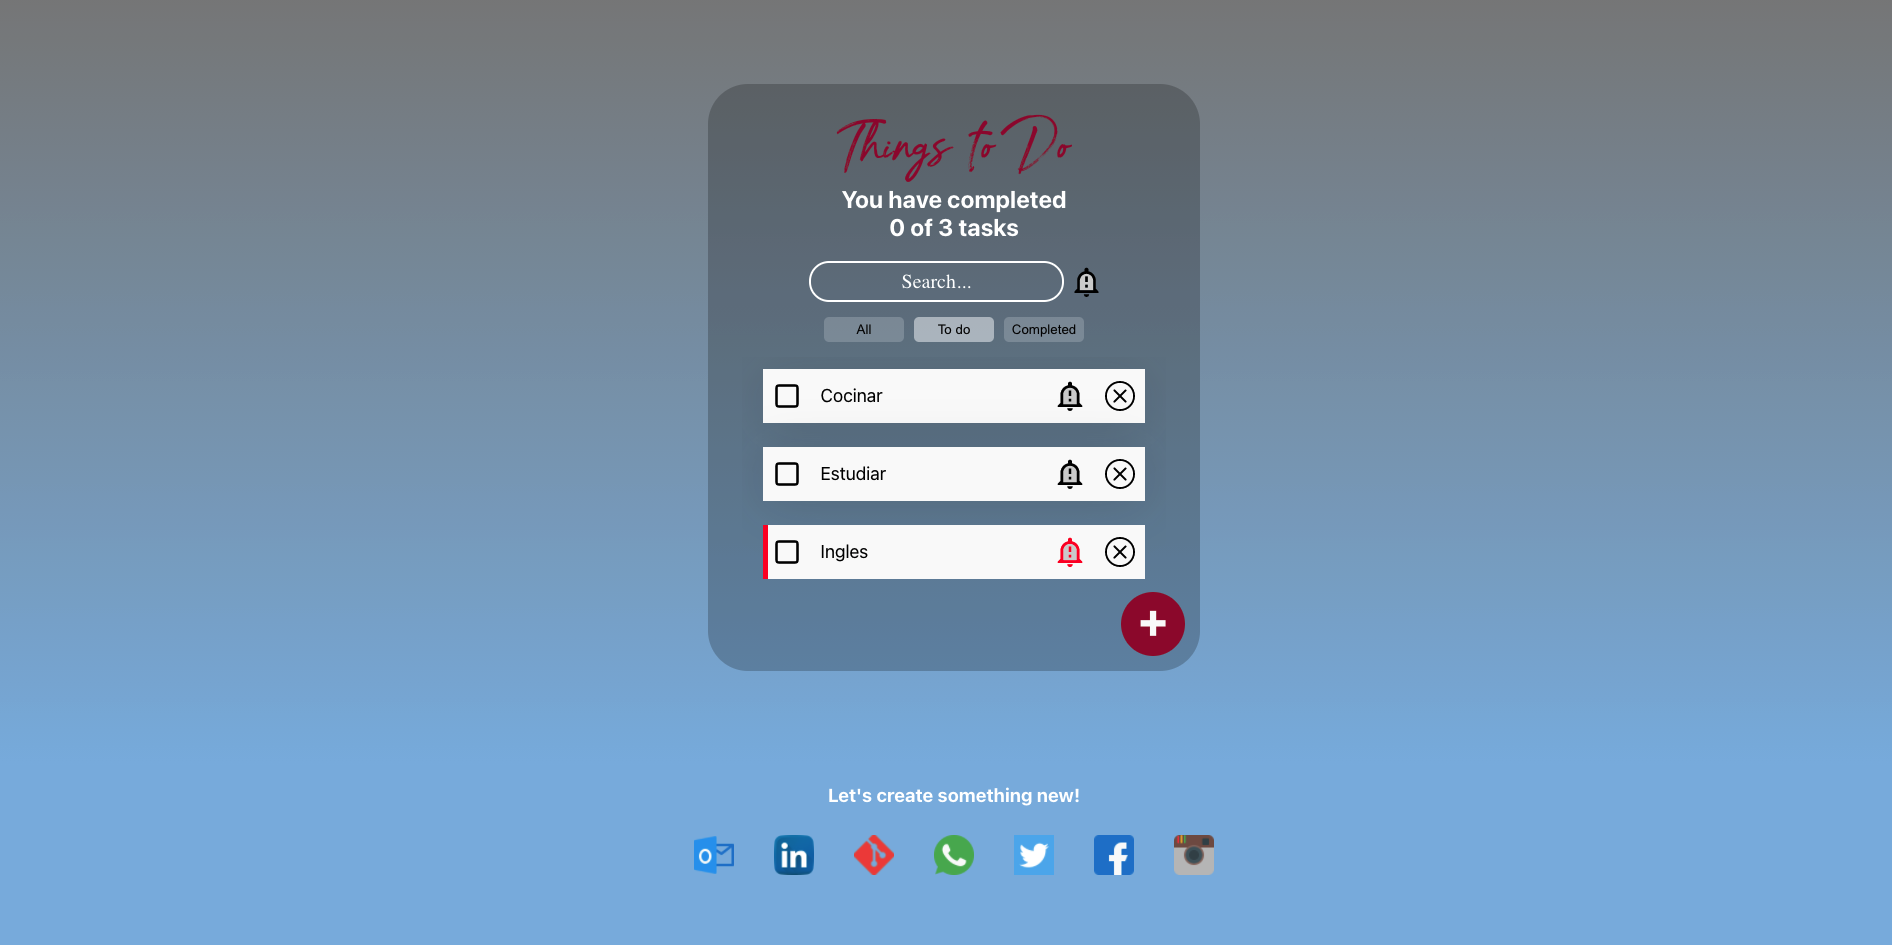 Things to Do
You have completed
0 of 3 tasks
Search...
All To do Completed
Cocinar
Estudiar
Ingles
Let's create something new!